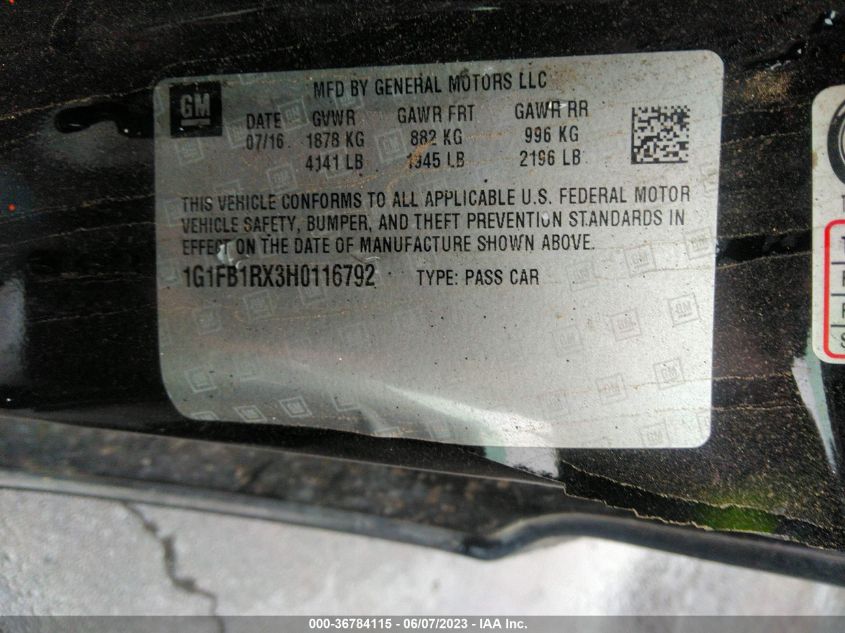 GM
MFD BY GENERAL MOTORS LLC
DATE GVWR GAWR FRT GAWR RR
07/16 1878 KG 882 KG 996 KG
4141 LB 1945 LB 2196 LB
THIS VEHICLE CONFORMS TO ALL APPLICABLE U.S. FEDERAL MOTOR
VEHICLE SAFETY, BUMPER, AND THEFT PREVENTION STANDARDS IN
EFFECT ON THE DATE OF MANUFACTURE SHOWN ABOVE.
1G1FB1RX3H0116792 TYPE: PASS CAR
000-36784115 - 06/07/2023 - IAA Inc.